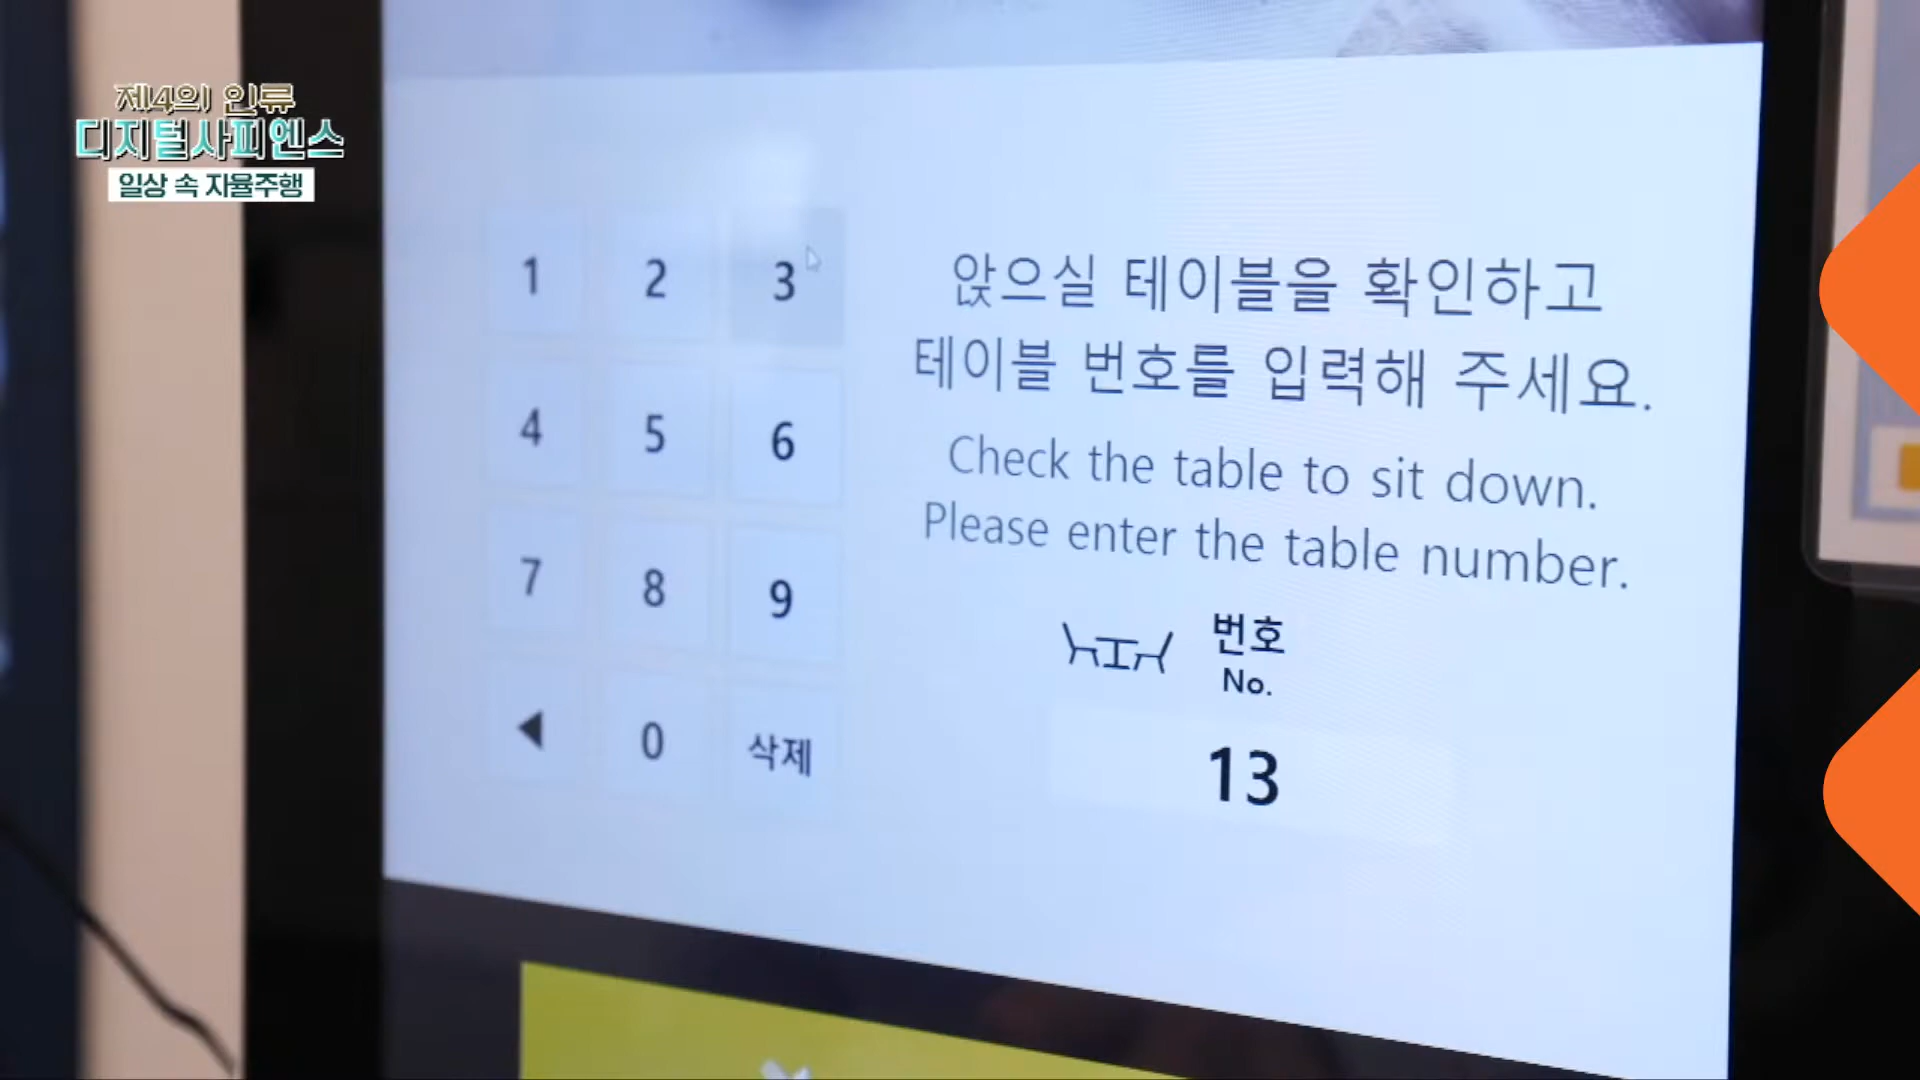 제4의 인류
디지털 사피엔스
일상 속 자율주행
1 2 3
4 5 6
7 8 9
◀ 0 삭제
앉으실 테이블을 확인하고
테이블 번호를 입력해 주세요.
Check the table to sit down.
Please enter the table number.
번호
No.
13